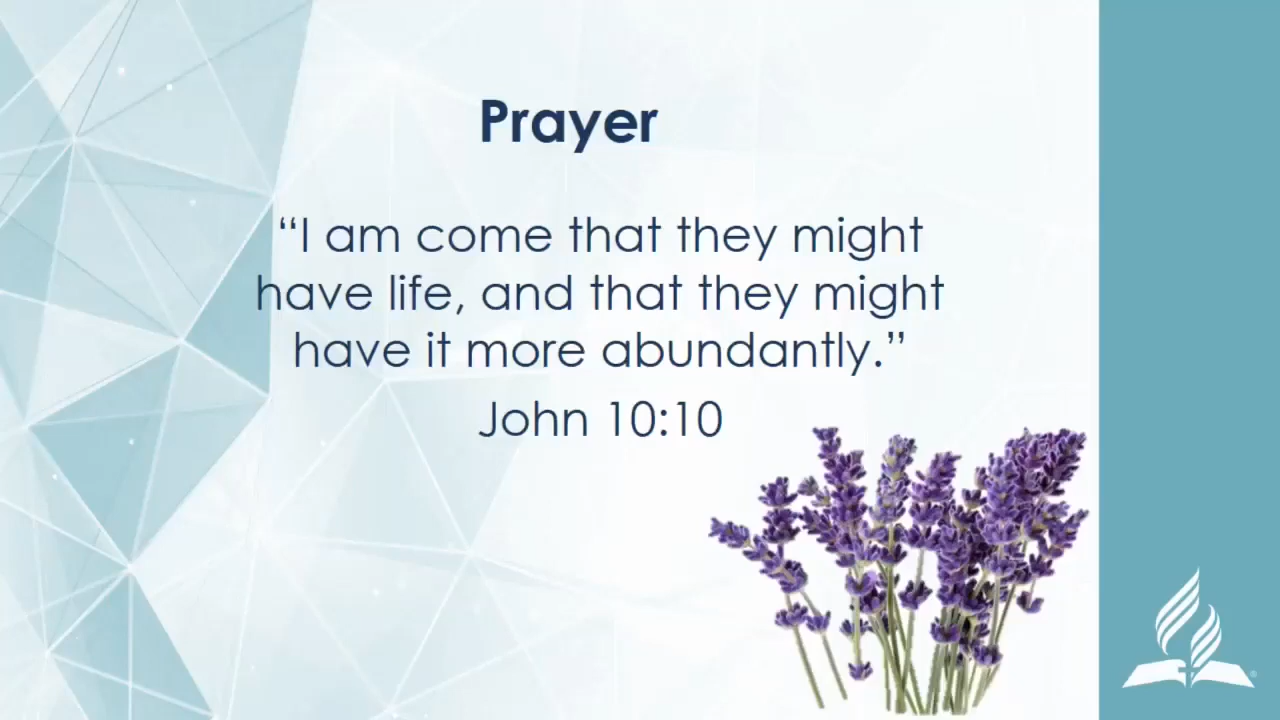 Prayer
“I am come that they might
have life, and that they might
have it more abundantly.”
John 10:10